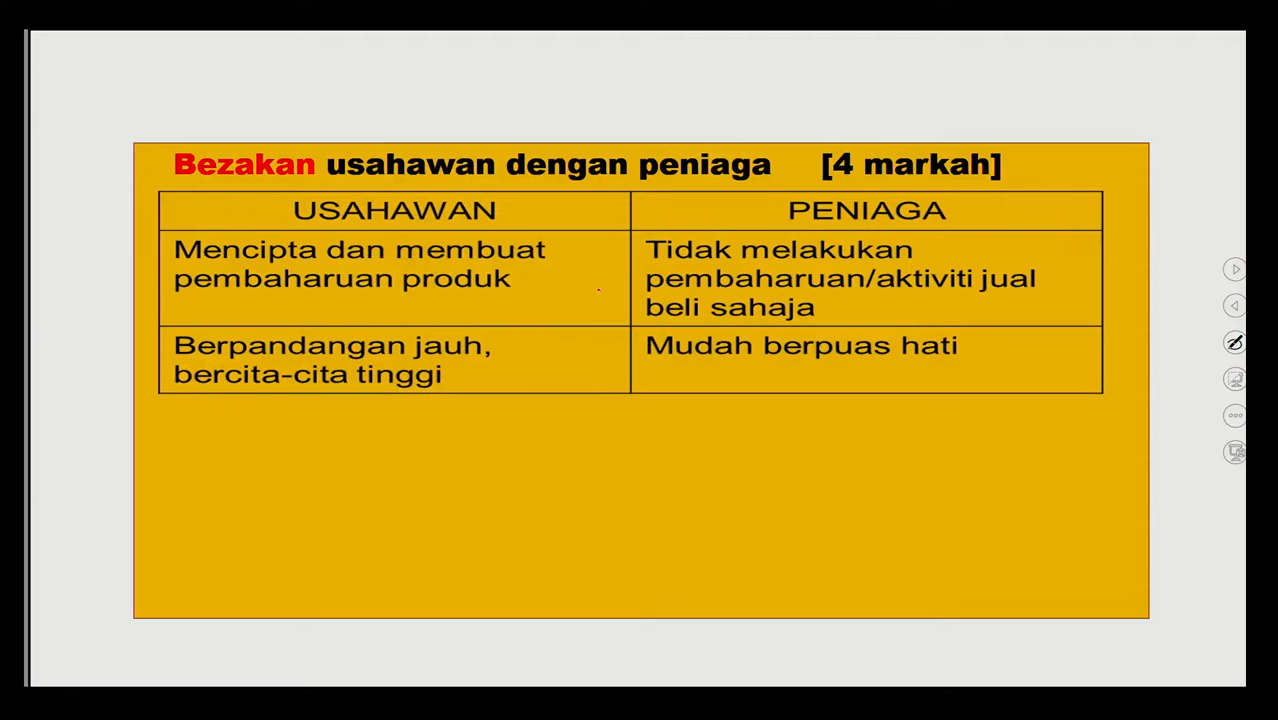 Bezakan usahawan dengan peniaga [4 markah]
USAHAWAN
PENIAGA
Mencipta dan membuat
pembaharuan produk
Tidak melakukan
pembaharuan/aktiviti jual
beli sahaja
Berpandangan jauh,
bercita-cita tinggi
Mudah berpuas hati